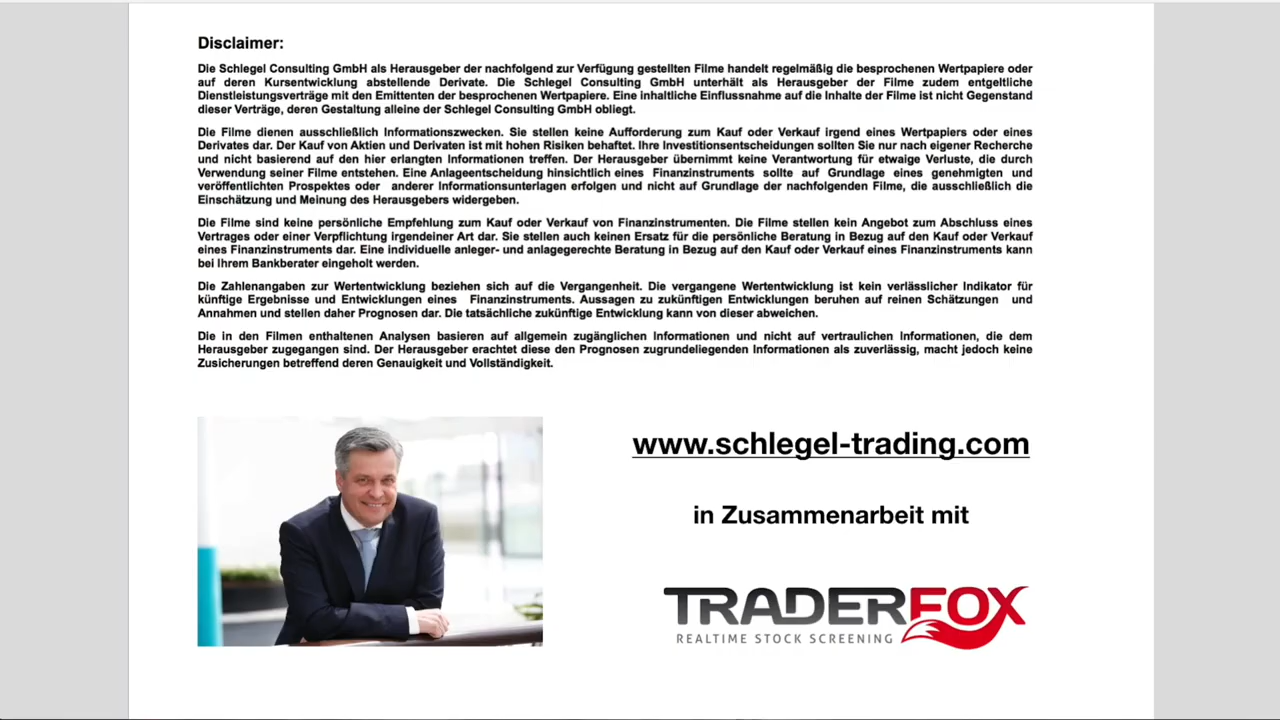 Disclaimer:
Die Schlegel Consulting GmbH als Herausgeber der nachfolgend zur Verfügung gestellten Filme handelt regelmäßig die besprochenen Wertpapiere oder
auf deren Kursentwicklung abstellende Derivate. Die Schlegel Consulting GmbH unterhält als Herausgeber der Filme zudem entgeltliche
Dienstleistungsverträge mit den Emittenten der besprochenen Wertpapiere. Eine inhaltliche Einflussnahme auf die Inhalte der Filme ist nicht Gegenstand
dieser Verträge, deren Gestaltung alleine der Schlegel Consulting GmbH obliegt.
Die Filme dienen ausschließlich Informationszwecken. Sie stellen keine Aufforderung zum Kauf oder Verkauf irgend eines Wertpapiers oder eines
Derivates dar. Der Kauf von Aktien und Derivaten ist mit hohen Risiken behaftet. Ihre Investitionsentscheidungen sollten Sie nur nach eigener Recherche
und nicht basierend auf den hier erlangten Informationen treffen. Der Herausgeber übernimmt keine Verantwortung für etwaige Verluste, die durch
Verwendung seiner Filme entstehen. Eine Anlageentscheidung hinsichtlich eines Finanzinstruments sollte auf Grundlage eines genehmigten und
veröffentlichten Prospektes oder anderer Informationsunterlagen erfolgen und nicht auf Grundlage der nachfolgenden Filme, die ausschließlich die
Einschätzung und Meinung des Herausgebers widergeben.
Die Filme sind keine persönliche Empfehlung zum Kauf oder Verkauf von Finanzinstrumenten. Die Filme stellen kein Angebot zum Abschluss eines
Vertrages oder einer Verpflichtung irgendeiner Art dar. Sie stellen auch keinen Ersatz für die persönliche Beratung in Bezug auf den Kauf oder Verkauf
eines Finanzinstruments dar. Eine individuelle anleger- und anlagegerechte Beratung in Bezug auf den Kauf oder Verkauf eines Finanzinstruments kann
bei Ihrem Bankberater eingeholt werden.
Die Zahlenangaben zur Wertentwicklung beziehen sich auf die Vergangenheit. Die vergangene Wertentwicklung ist kein verlässlicher Indikator für
künftige Ergebnisse und Entwicklungen eines Finanzinstruments. Aussagen zu zukünftigen Entwicklungen beruhen auf reinen Schätzungen und
Annahmen und stellen daher Prognosen dar. Die tatsächliche zukünftige Entwicklung kann von dieser abweichen.
Die in den Filmen enthaltenen Analysen basieren auf allgemein zugänglichen Informationen und nicht auf vertraulichen Informationen, die dem
Herausgeber zugegangen sind. Der Herausgeber erachtet diese den Prognosen zugrundeliegenden Informationen als zuverlässig, macht jedoch keine
Zusicherungen betreffend deren Genauigkeit und Vollständigkeit.
www.schlegel-trading.com
in Zusammenarbeit mit
TRADERFOX
REALTIME STOCK SCREENING